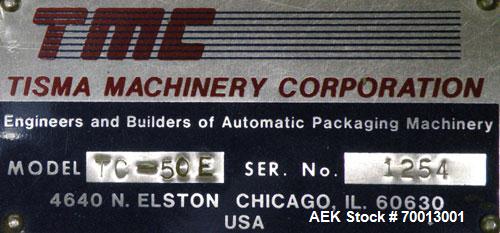 TMC
TISMA MACHINERY CORPORATION
Engineers and Builders of Automatic Packaging Machinery
MODEL TC-50E SER. No. 1254
4640 N. ELSTON CHICAGO, IL. 60630
USA
AEK Stock # 70013001